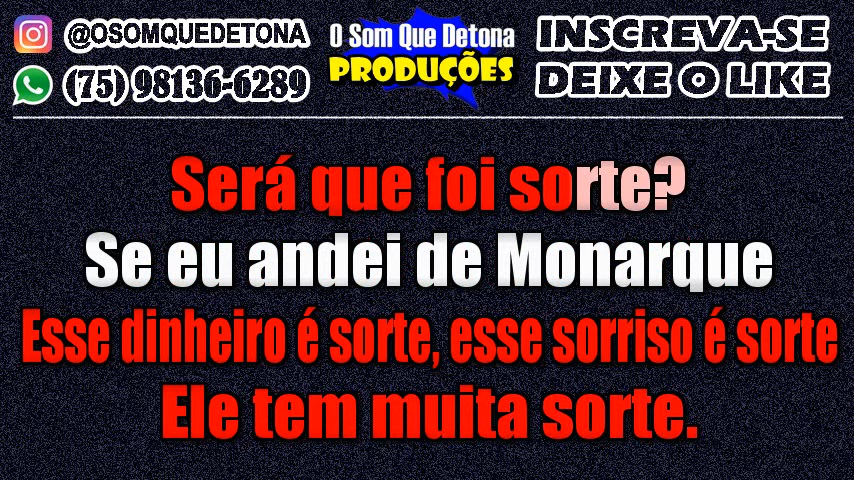 @OSOMQUEDETONA
O Som Que Detona
PRODUÇÕES
INSCREVA-SE
(75) 98136-6289
DEIXE O LIKE
Será que foi sorte?
Se eu andei de Monarque
Esse dinheiro é sorte, esse sorriso é sorte
Ele tem muita sorte.